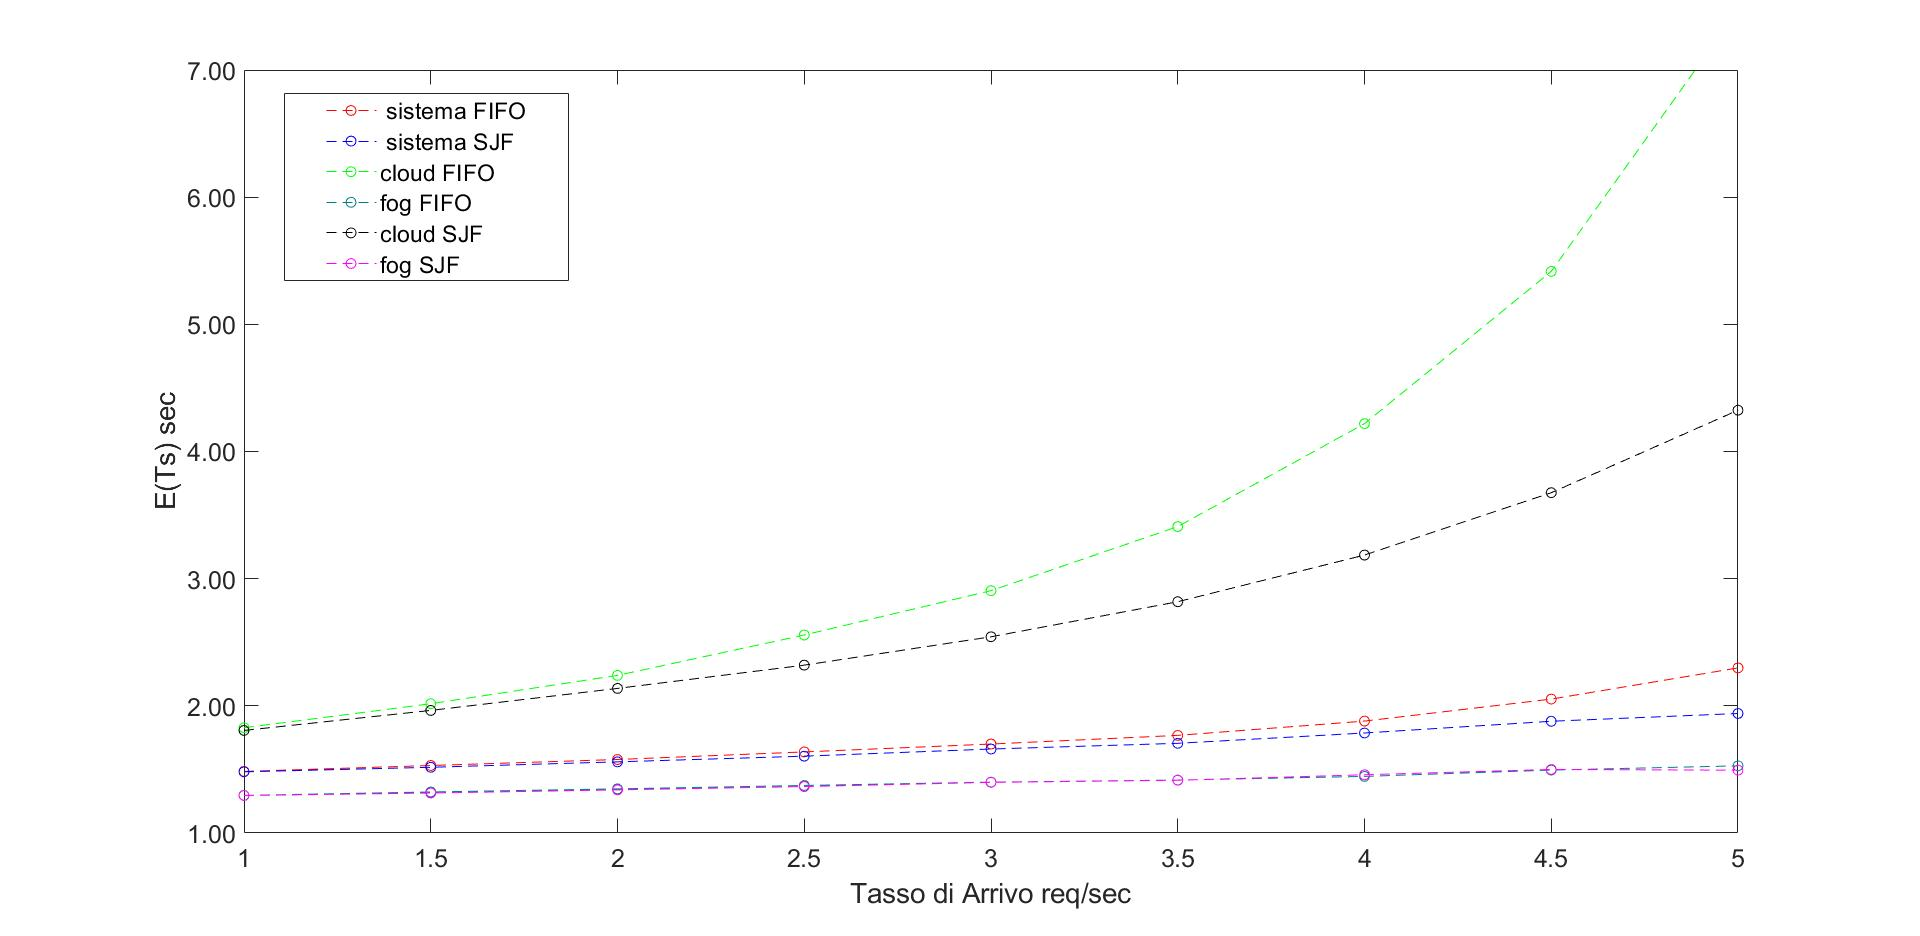 7.00
sistema FIFO
sistema SJF
cloud FIFO
fog FIFO
cloud SJF
fog SJF
6.00
5.00
4.00
3.00
2.00
1.00
E(Ts) sec
1 1.5 2 2.5 3 3.5 4 4.5 5
Tasso di Arrivo req/sec